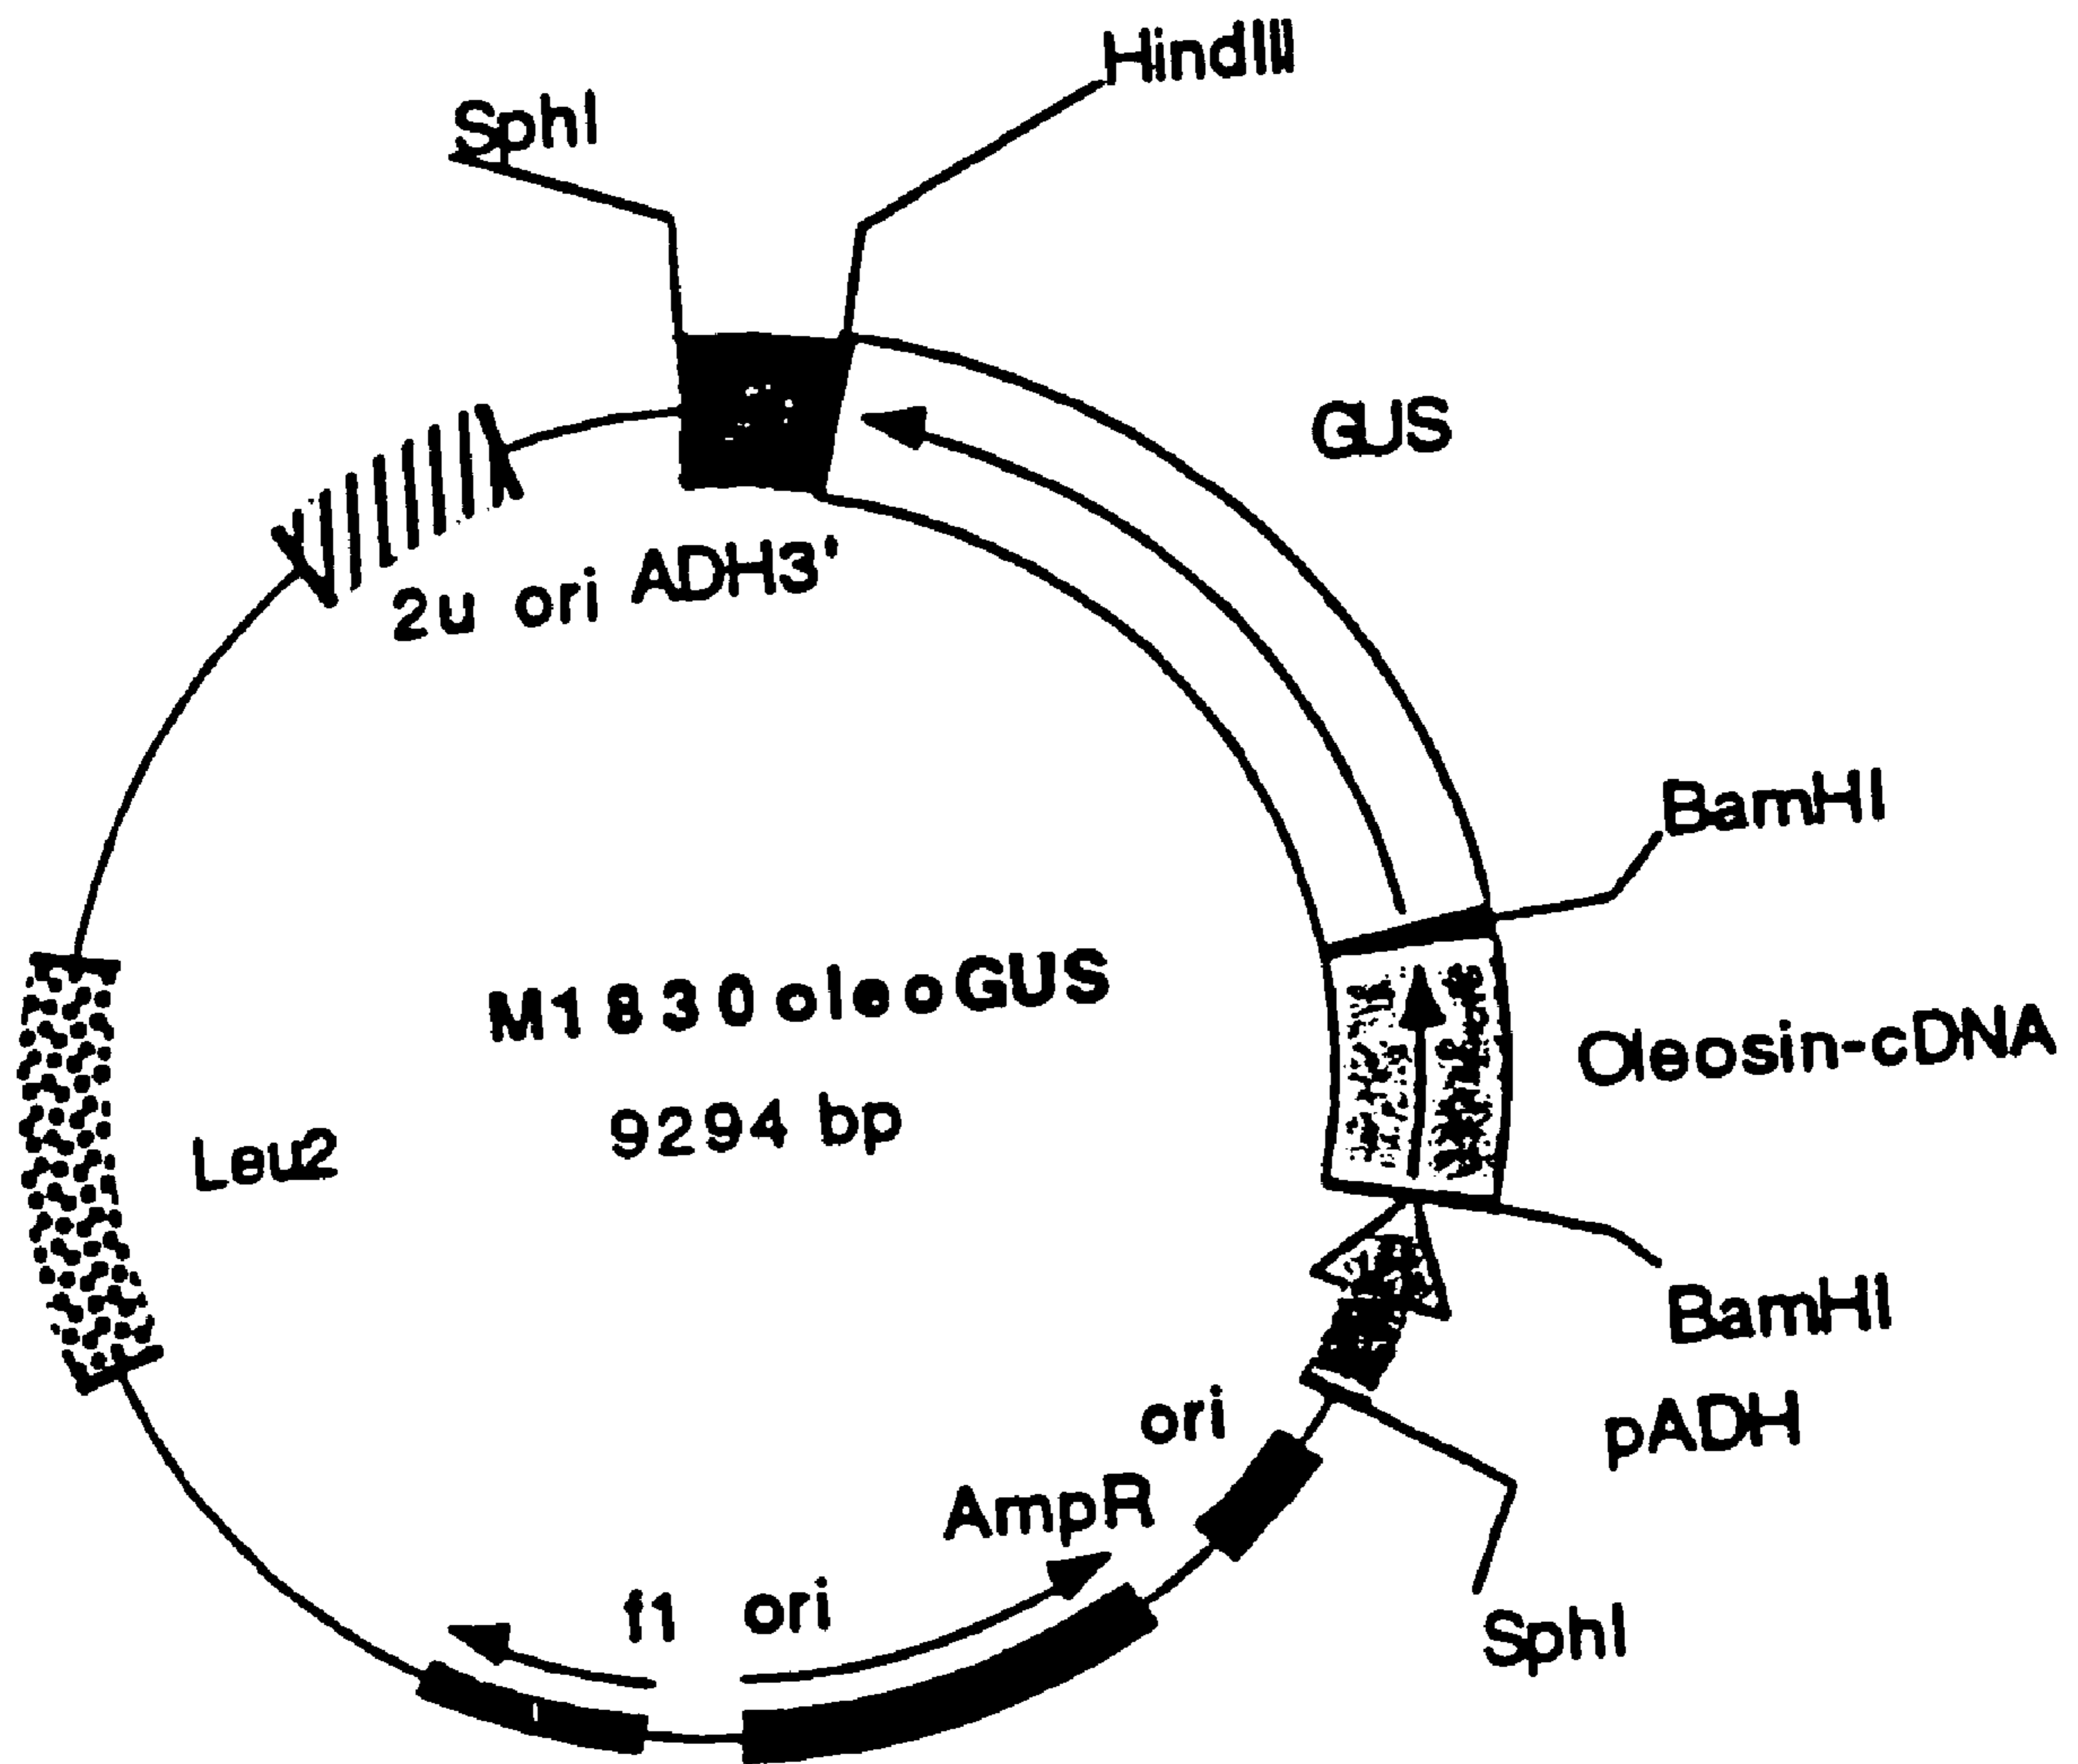 HindIII
SphI
GUS
2u ori ADH3'
BamHI
M1830oleoGUS
Oleosin-cDNA
9294 bp
Leu2
BamHI
pADH
ori
AmpR
f1 ori
SphI